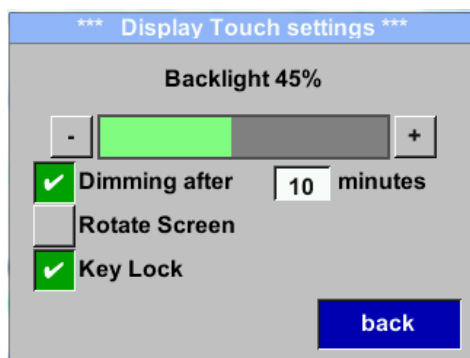 *** Display Touch settings ***
Backlight 45%
- +
Dimming after 10 minutes
Rotate Screen
Key Lock
back